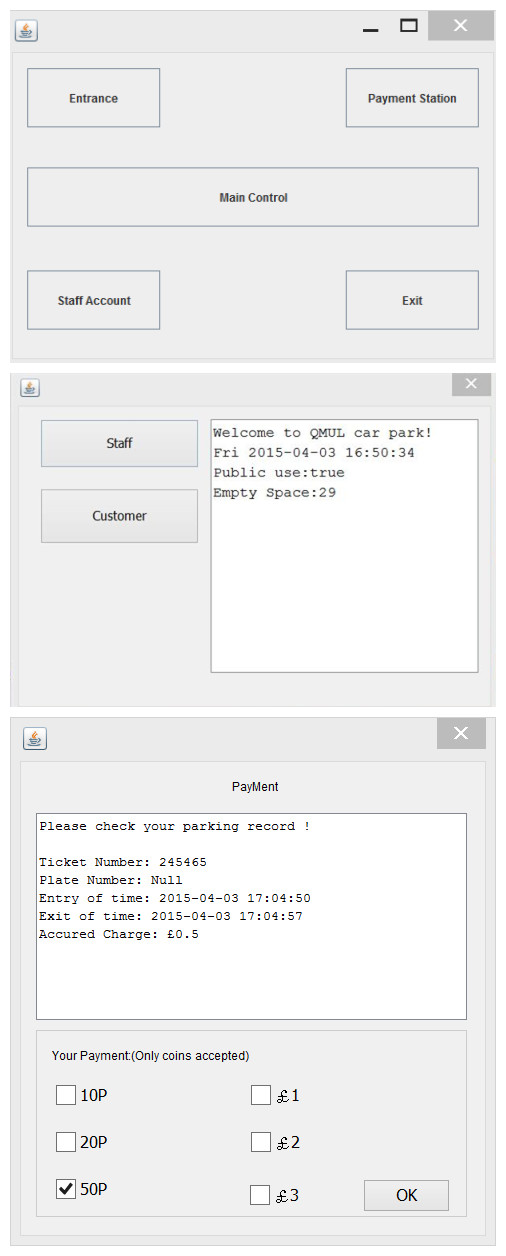 Entrance
Payment Station
Main Control
Staff Account
Exit
Staff
Customer
Welcome to QMUL car park!
Fri 2015-04-03 16:50:34
Public use:true
Empty Space:29
PayMent
Please check your parking record !
Ticket Number: 245465
Plate Number: Null
Entry of time: 2015-04-03 17:04:50
Exit of time: 2015-04-03 17:04:57
Accured Charge: £0.5
Your Payment:(Only coins accepted)
10P
£1
20P
£2
50P
£3
OK